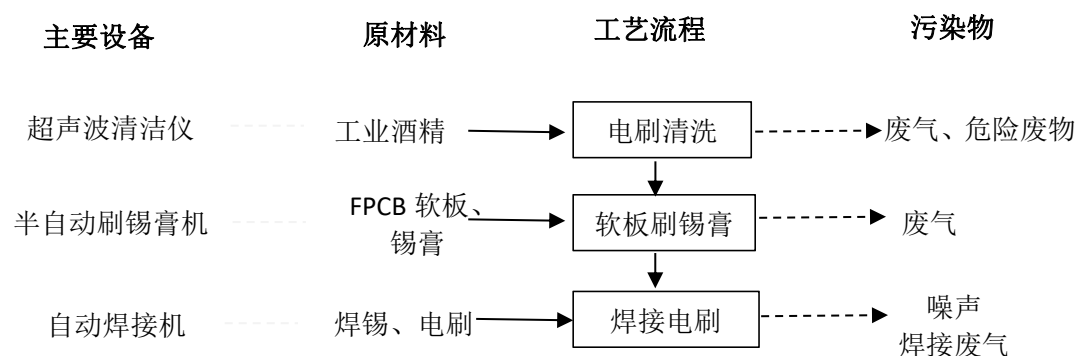 主要设备 原材料 工艺流程 污染物
超声波清洁仪 工业酒精 电刷清洗 废气、危险废物
半自动刷锡膏机 FPCB 软板、 软板刷锡膏 废气
锡膏
自动焊接机 焊锡、电刷 焊接电刷 噪声
焊接废气